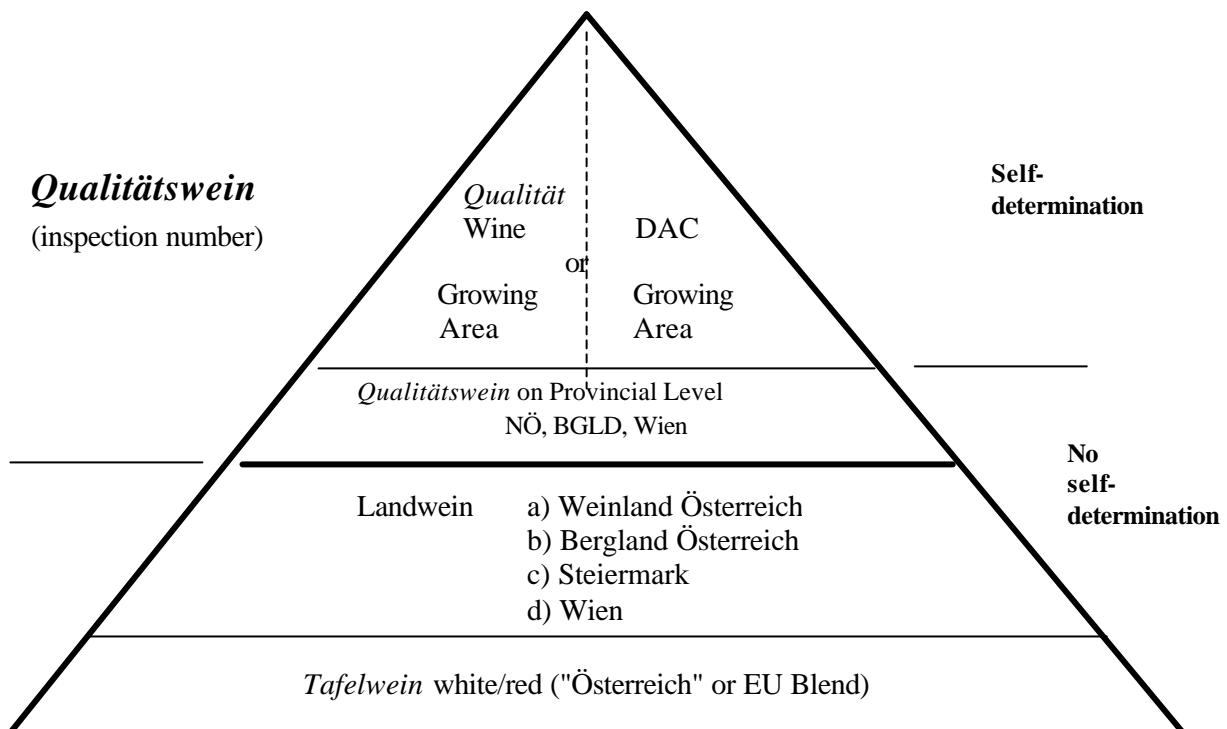 Qualitätswein
(inspection number)
Qualität
Wine
DAC
or
Growing
Area
Growing
Area
Self-
determination
Qualitätswein on Provincial Level
NÖ, BGLD, Wien
No
self-
determination
Landwein a) Weinland Österreich
b) Bergland Österreich
c) Steiermark
d) Wien
Tafelwein white/red ("Österreich" or EU Blend)